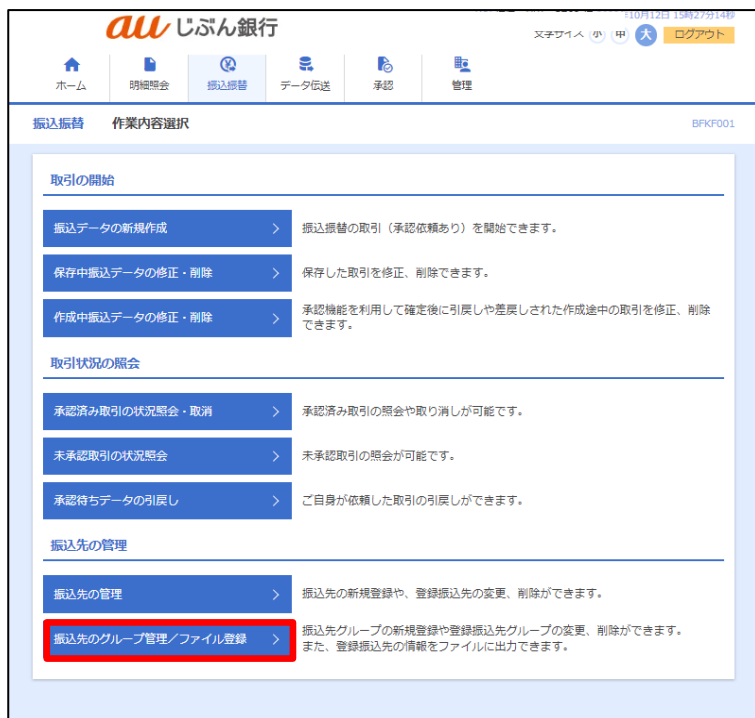 au じぶん銀行
10月12日 15時27分14秒
文字サイズ 小 中 大 ログアウト
ホーム 明細照会 振込振替 データ伝送 承認 管理
振込振替 作業内容選択 BFKF001
取引の開始
振込データの新規作成 振込振替の取引（承認依頼あり）を開始できます。
保存中振込データの修正・削除 保存した取引を修正、削除できます。
作成中振込データの修正・削除 承認機能を利用して確定後に引戻しや差戻しされた作成途中の取引を修正、削除
できます。
取引状況の照会
承認済み取引の状況照会・取消 承認済み取引の照会や取り消しが可能です。
未承認取引の状況照会 未承認取引の照会が可能です。
承認待ちデータの引戻し ご自身が依頼した取引の引戻しができます。
振込先の管理
振込先の管理 振込先の新規登録や、登録振込先の変更、削除ができます。
振込先のグループ管理／ファイル登録 振込先グループの新規登録や登録振込先グループの変更、削除ができます。
また、登録振込先の情報をファイルに出力できます。